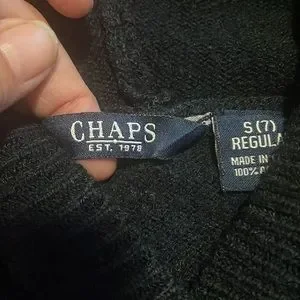 CHAPS
EST. 1978
S (7)
REGULA
MADE IN
100%